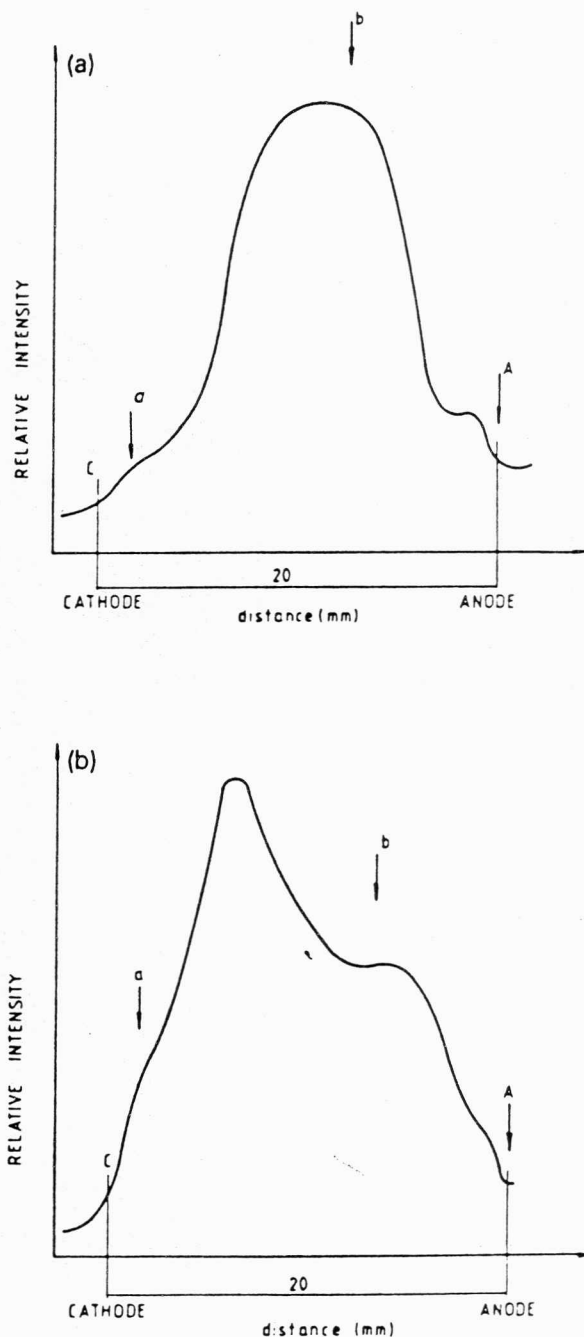 (a)
b
RELATIVE INTENSITY
a
A
C
20
CATHODE
ANODE
distance (mm)
(b)
b
RELATIVE INTENSITY
a
A
C
20
CATHODE
ANODE
distance (mm)